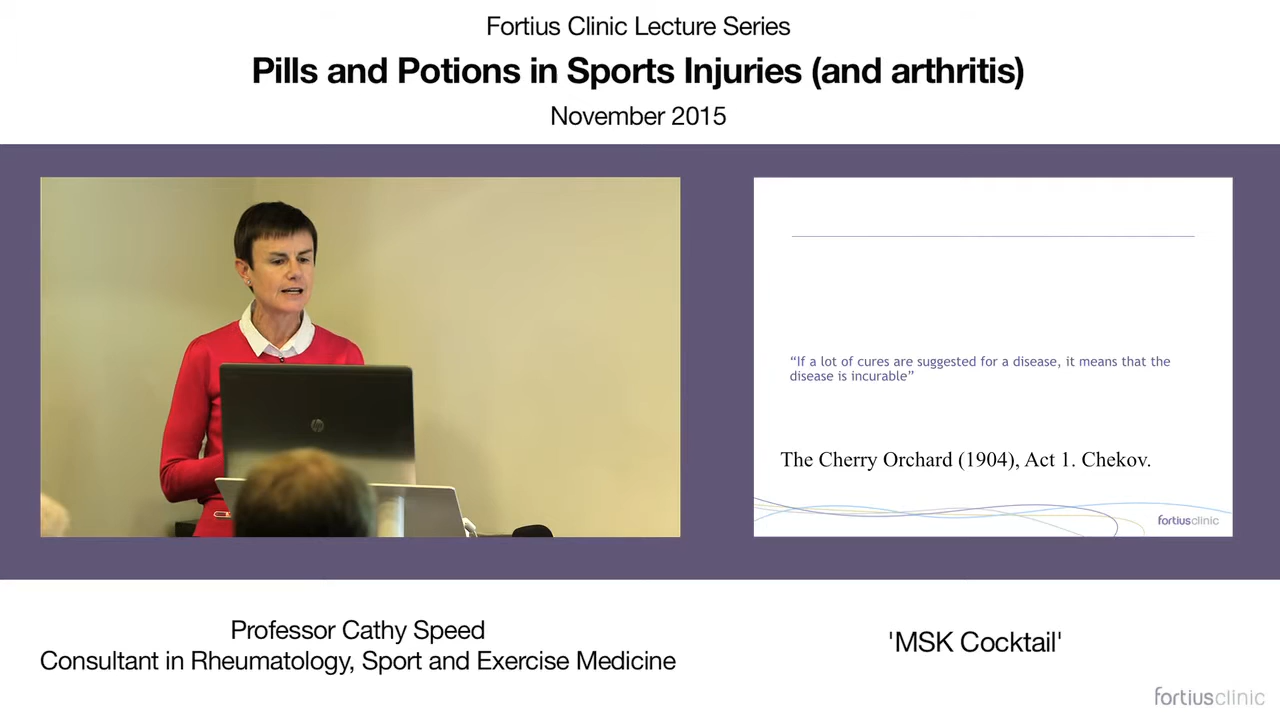 Fortius Clinic Lecture Series
Pills and Potions in Sports Injuries (and arthritis)
November 2015
hp
“If a lot of cures are suggested for a disease, it means that the
disease is incurable”
The Cherry Orchard (1904), Act 1. Chekov.
fortiusclinic
Professor Cathy Speed
Consultant in Rheumatology, Sport and Exercise Medicine
'MSK Cocktail'
fortiusclinic